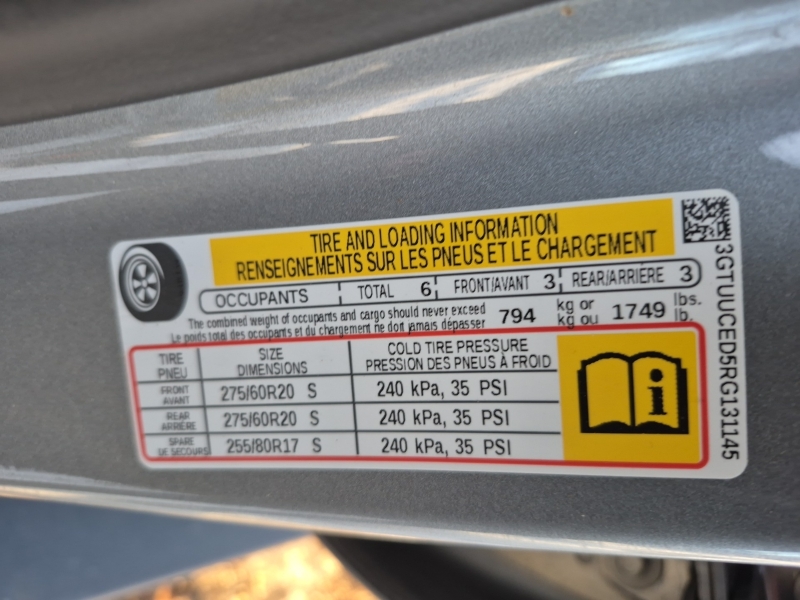 TIRE AND LOADING INFORMATION
RENSEIGNEMENTS SUR LES PNEUS ET LE CHARGEMENT
OCCUPANTS TOTAL 6 FRONT/AVANT 3 REAR/ARRIÈRE 3
The combined weight of occupants and cargo should never exceed 794 kg or 1749 lbs.
Le poids total des occupants et du chargement ne doit jamais dépasser kg ou lb.
TIRE SIZE COLD TIRE PRESSURE
PNEU DIMENSIONS PRESSION DES PNEUS À FROID
FRONT
AVANT 275/60R20 S 240 kPa, 35 PSI
REAR
ARRIÈRE 275/60R20 S 240 kPa, 35 PSI
SPARE
DE SECOURS 255/80R17 S 240 kPa, 35 PSI
i
3GTUUCED5RG131145